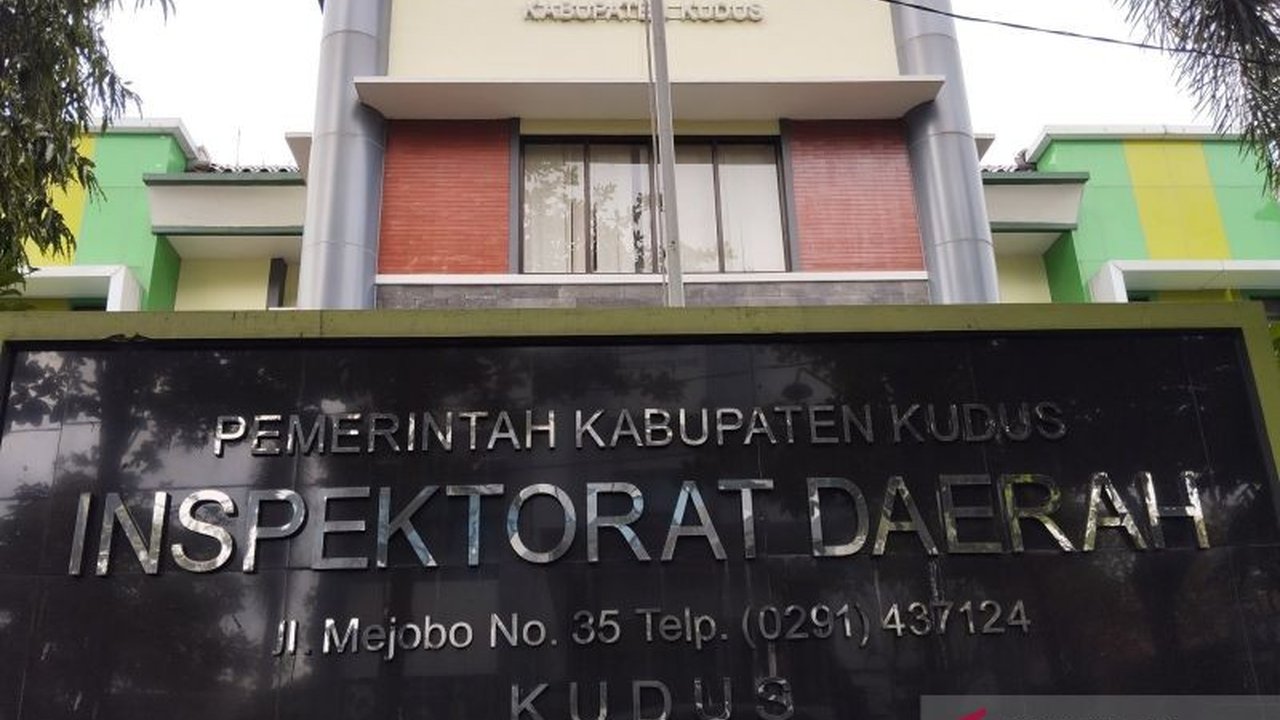 KABUPATEN KUDUS
PEMERINTAH KABUPATEN KUDUS
INSPEKTORAT DAERAH
Jl. Mejobo No. 35 Telp. (0291) 437124
KUDUS